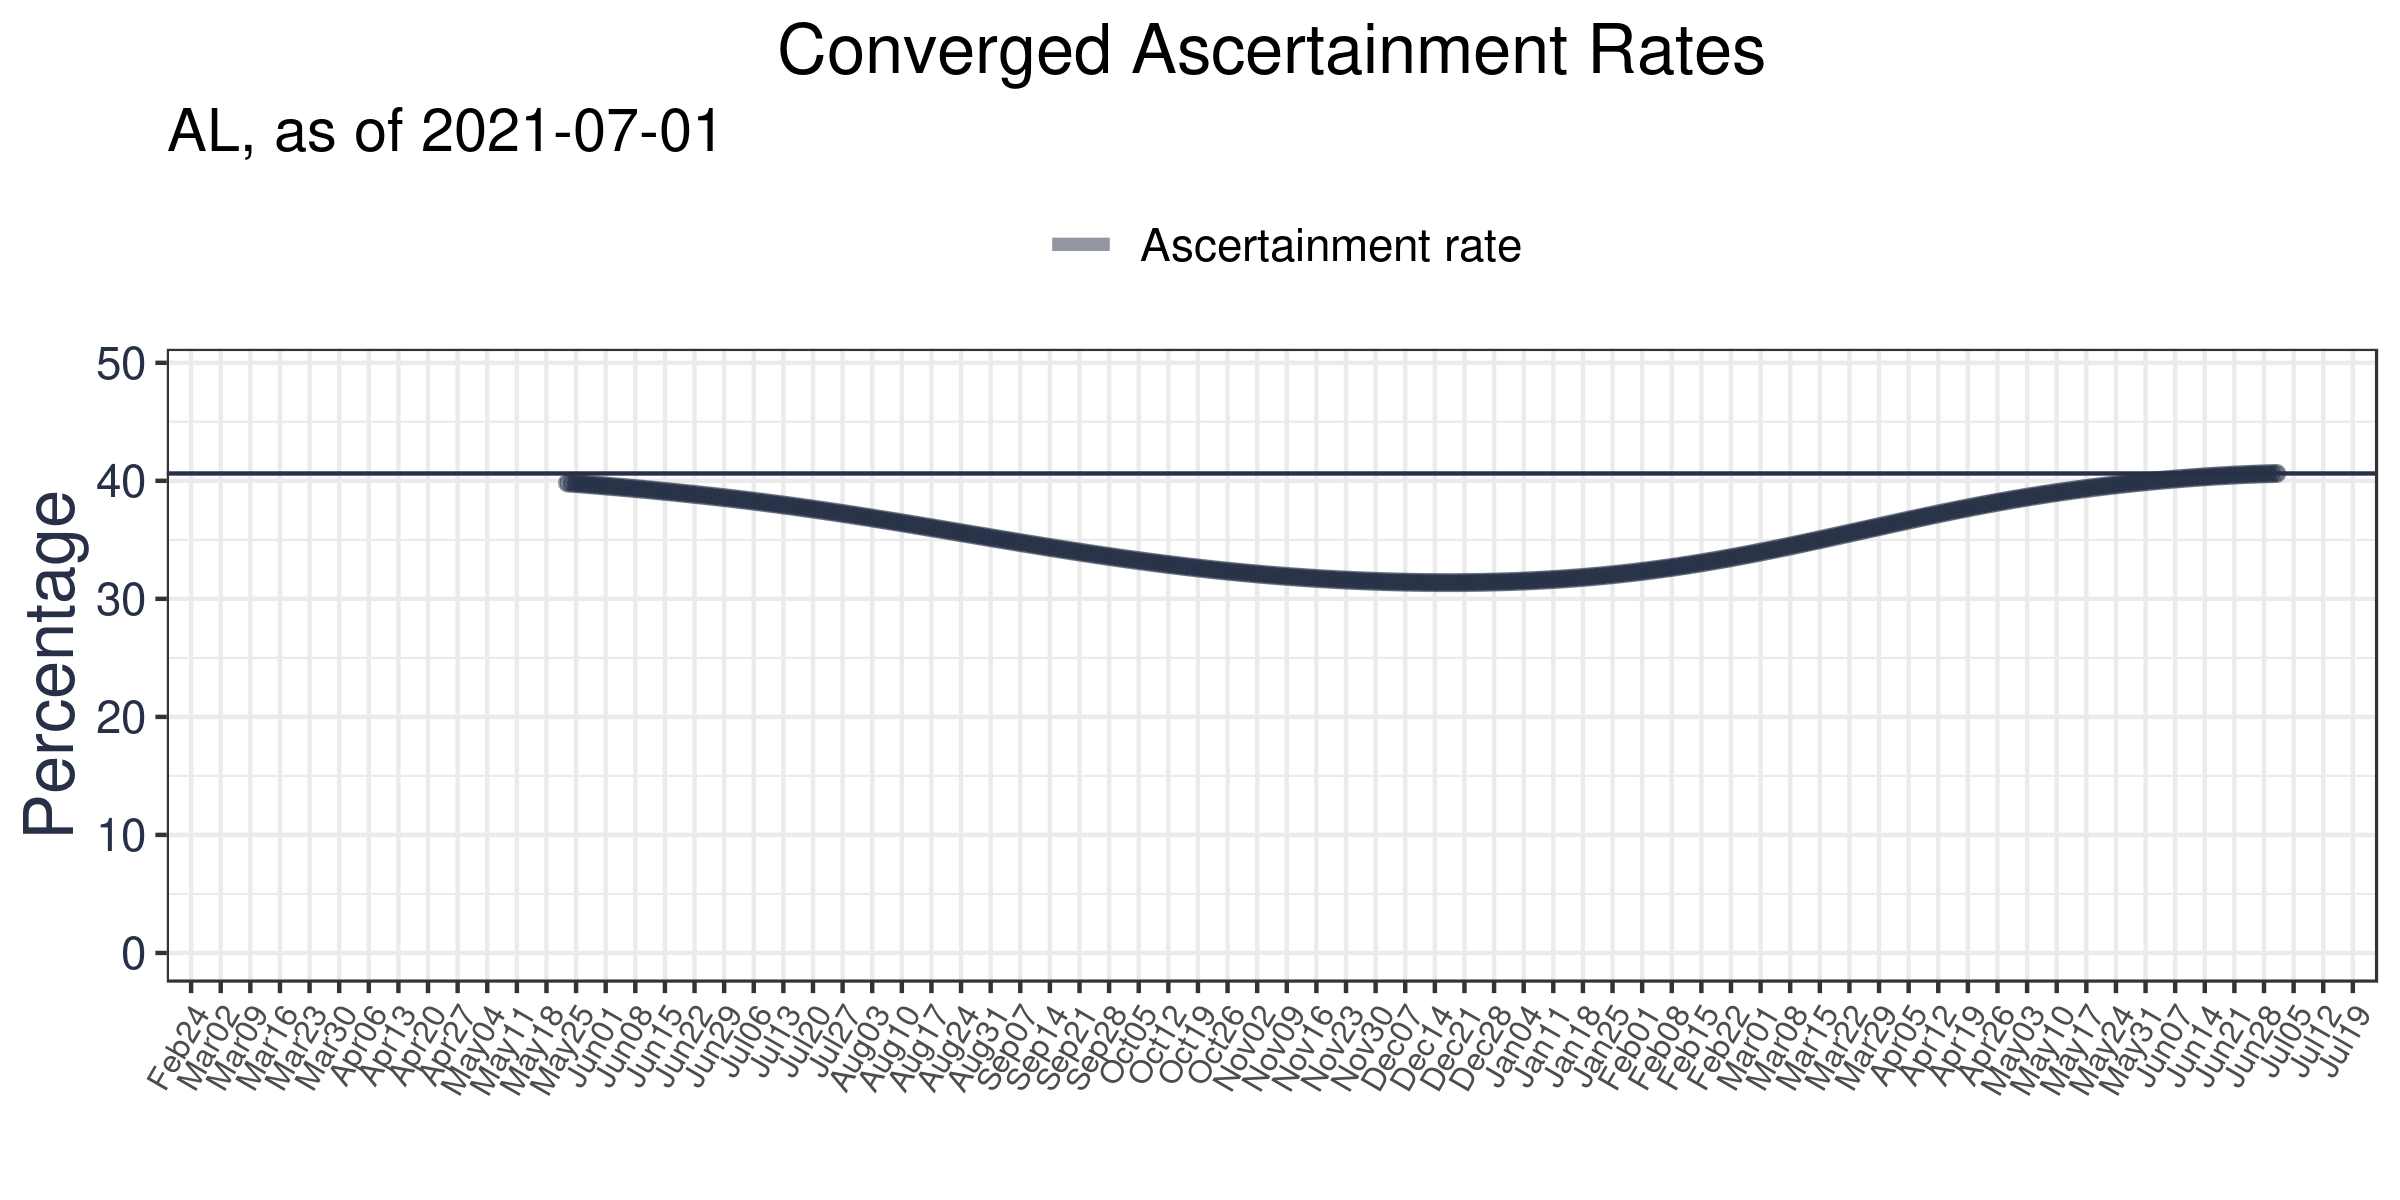 Converged Ascertainment Rates
AL, as of 2021-07-01
Ascertainment rate
Percentage
50
40
30
20
10
0
Feb24
Mar02
Mar09
Mar16
Mar23
Mar30
Apr06
Apr13
Apr20
Apr27
May04
May11
May18
May25
Jun01
Jun08
Jun15
Jun22
Jun29
Jul06
Jul13
Jul20
Jul27
Aug03
Aug10
Aug17
Aug24
Aug31
Sep07
Sep14
Sep21
Sep28
Oct05
Oct12
Oct19
Oct26
Nov02
Nov09
Nov16
Nov23
Nov30
Dec07
Dec14
Dec21
Dec28
Jan04
Jan11
Jan18
Jan25
Feb01
Feb08
Feb15
Feb22
Mar01
Mar08
Mar15
Mar22
Mar29
Apr05
Apr12
Apr19
Apr26
May03
May10
May17
May24
May31
Jun07
Jun14
Jun21
Jun28
Jul05
Jul12
Jul19